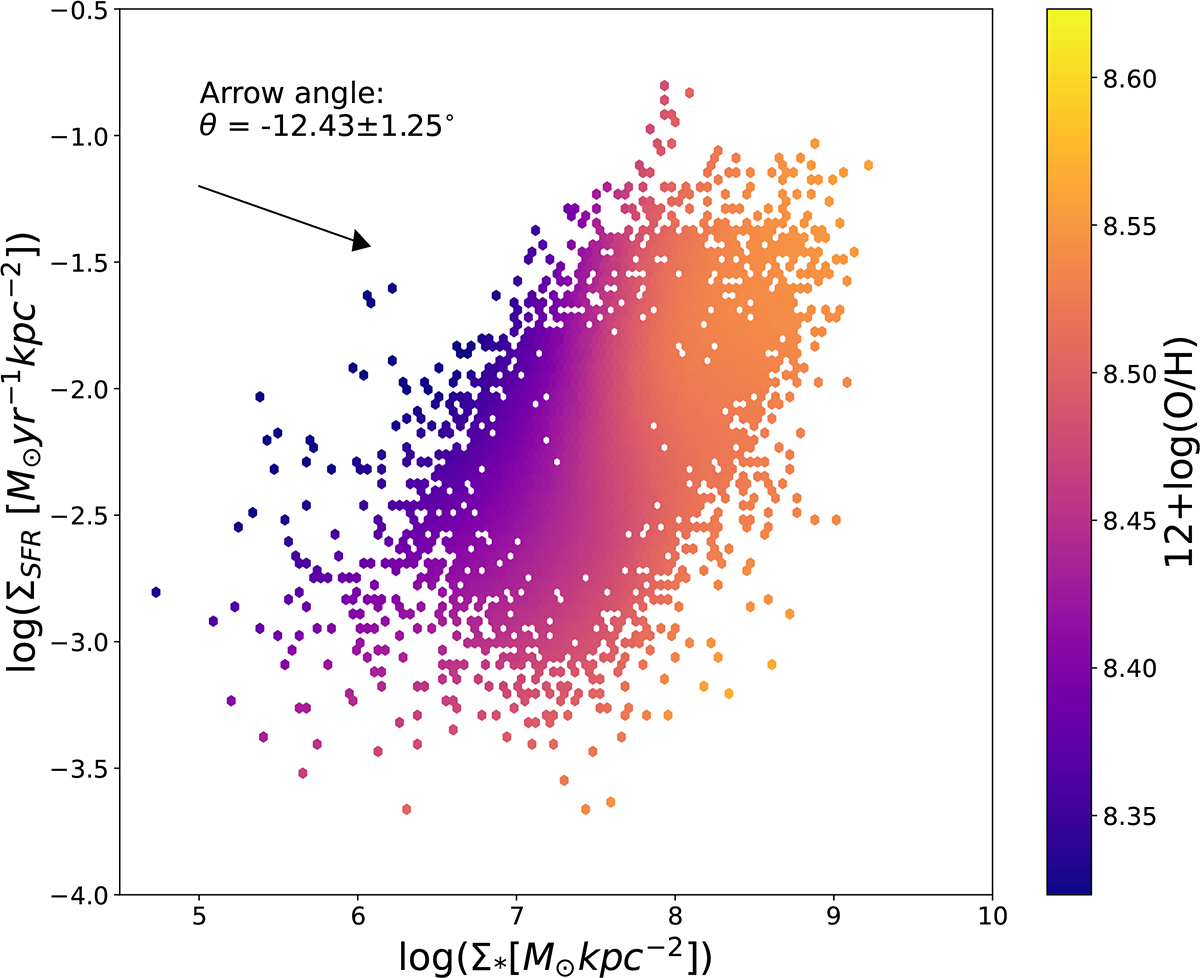 Arrow angle:
θ = -12.43±1.25°
−0.5
−1.0
−1.5
−2.0
−2.5
−3.0
−3.5
−4.0
log(Σ_SFR [M_⊙yr⁻¹kpc⁻²])
5 6 7 8 9 10
log(Σ_*[M_⊙kpc⁻²])
8.60
8.55
8.50
8.45
8.40
8.35
12+log(O/H)